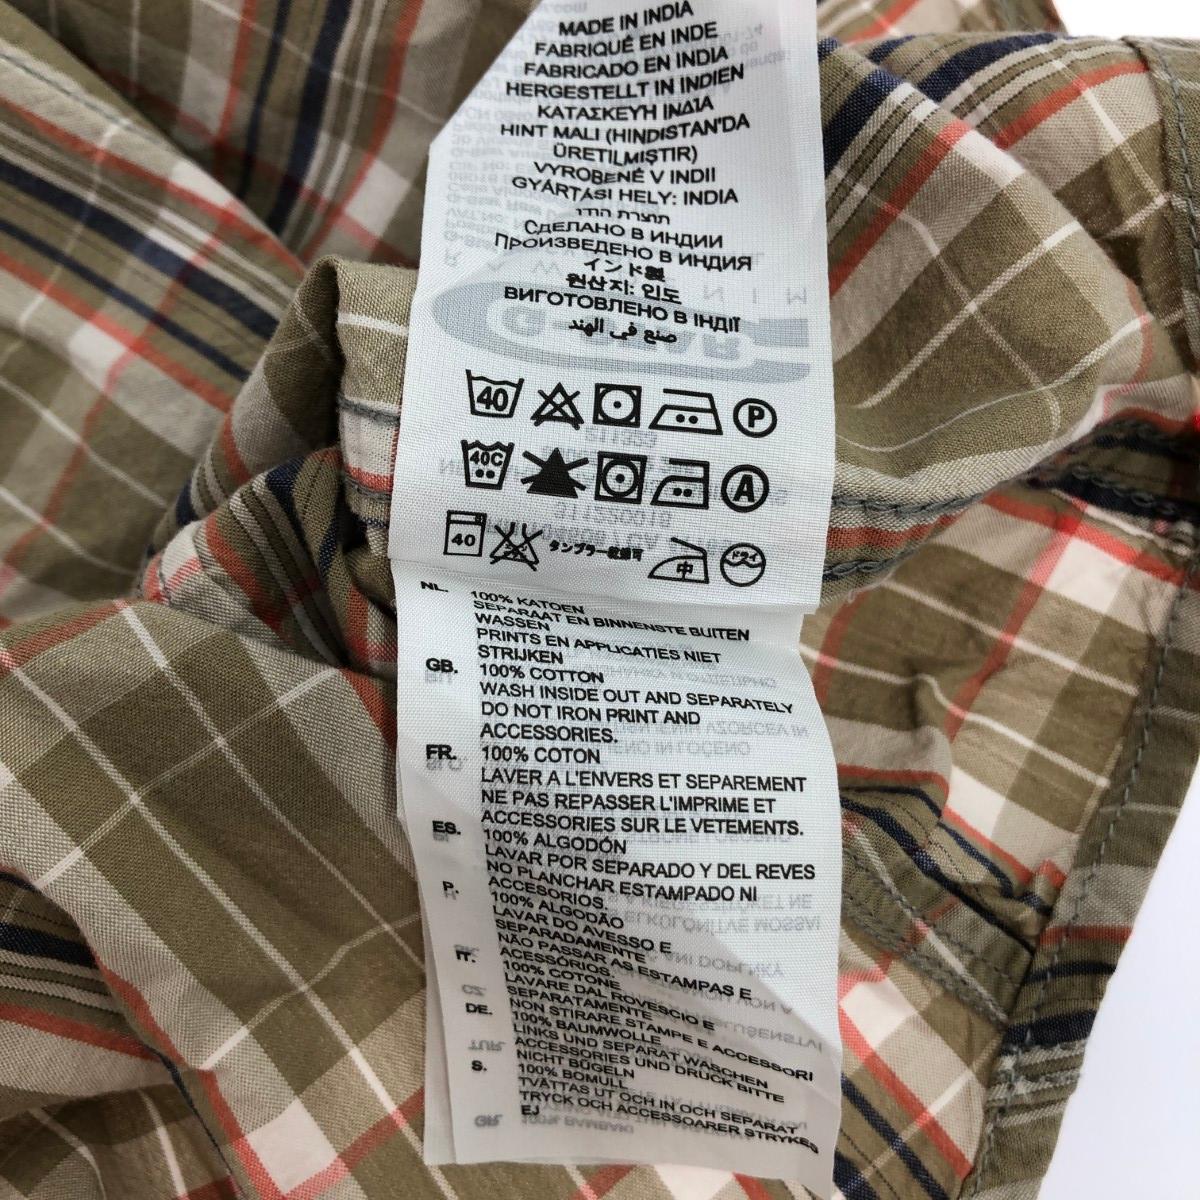 MADE IN INDIA
FABRIQUÉ EN INDE
FABRICADO EN INDIA
HERGESTELLT IN INDIEN
ΚΑΤΑΣΚΕΥΗ ΙΝΔΙΑ
HINT MALI (HINDISTAN'DA
ÜRETILMIŞTIR)
VYROBENÉ V INDII
GYÁRTÁSI HELY: INDIA
תוצרת הודו
СДЕЛАНО В ИНДИИ
ПРОИЗВЕДЕНО В ИНДИЯ
インド製
원산지: 인도
ВИГОТОВЛЕНО В ІНДІЇ
صنع في الهند
40 P
40C A
40 タンブラー乾燥可 中 ドライ
NL. 100% KATOEN
SEPARAAT EN BINNENSTE BUITEN
WASSEN
PRINTS EN APPLICATIES NIET
STRIJKEN
GB. 100% COTTON
WASH INSIDE OUT AND SEPARATELY
DO NOT IRON PRINT AND
ACCESSORIES.
FR. 100% COTON
LAVER A L'ENVERS ET SEPAREMENT
NE PAS REPASSER L'IMPRIME ET
ACCESSORIES SUR LE VETEMENTS.
ES. 100% ALGODÓN
LAVAR POR SEPARADO Y DEL REVES
NO PLANCHAR ESTAMPADO NI
ACCESORIOS.
P. 100% ALGODÃO
LAVAR DO AVESSO E
SEPARADAMENTE
NÃO PASSAR AS ESTAMPAS E
ACESSÓRIOS.
IT. 100% COTONE
LAVARE DAL ROVESCIO E
SEPARATAMENTE
NON STIRARE STAMPE E ACCESSORI
DE. 100% BAUMWOLLE
LINKS UND SEPARAT WASCHEN
ACCESSORIES UND DRUCK BITTE
NICHT BÜGELN
S. 100% BOMULL
TVÄTTAS UT OCH IN OCH SEPARAT
TRYCK OCH ACCESSOARER STRYKES
EJ